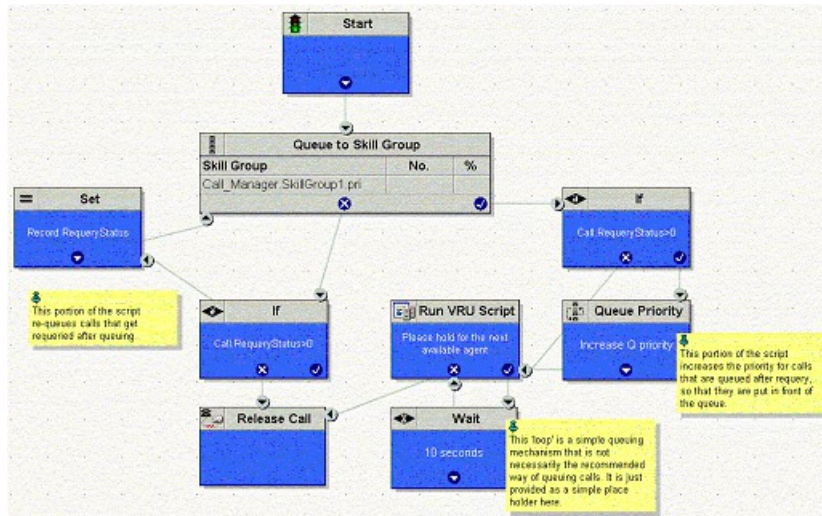 Start
Queue to Skill Group
Skill Group No. %
Call_Manager.SkillGroup1.pri
Set
Record RequeryStatus
If
Call.RequeryStatus>0
This portion of the script
re-queues calls that get
requeried after queuing.
If
Call.RequeryStatus>0
Run VRU Script
Please hold for the next
available agent
Queue Priority
Increase Q priority
This portion of the script
increases the priority for calls
that are queued after requery,
so that they are put in front of
the queue.
Release Call
Wait
10 seconds
This 'loop' is a simple queuing
mechanism that is not
necessarily the recommended
way of queuing calls. It is just
provided as a simple place
holder here.